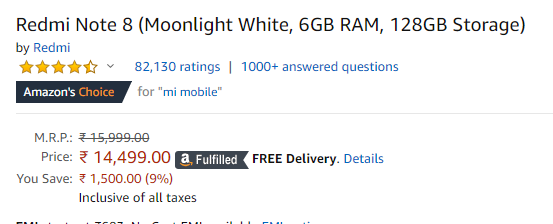 Redmi Note 8 (Moonlight White, 6GB RAM, 128GB Storage)
by Redmi
82,130 ratings | 1000+ answered questions
Amazon's Choice for "mi mobile"
M.R.P.: ₹ 15,999.00
Price: ₹ 14,499.00 Fulfilled FREE Delivery. Details
You Save: ₹ 1,500.00 (9%)
Inclusive of all taxes